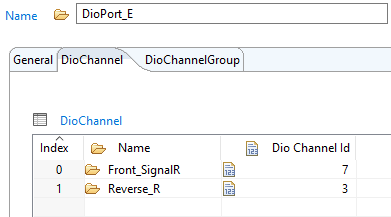 Name DioPort_E
General DioChannel DioChannelGroup
DioChannel
Index Name Dio Channel Id
0 Front_SignalR 7
1 Reverse_R 3